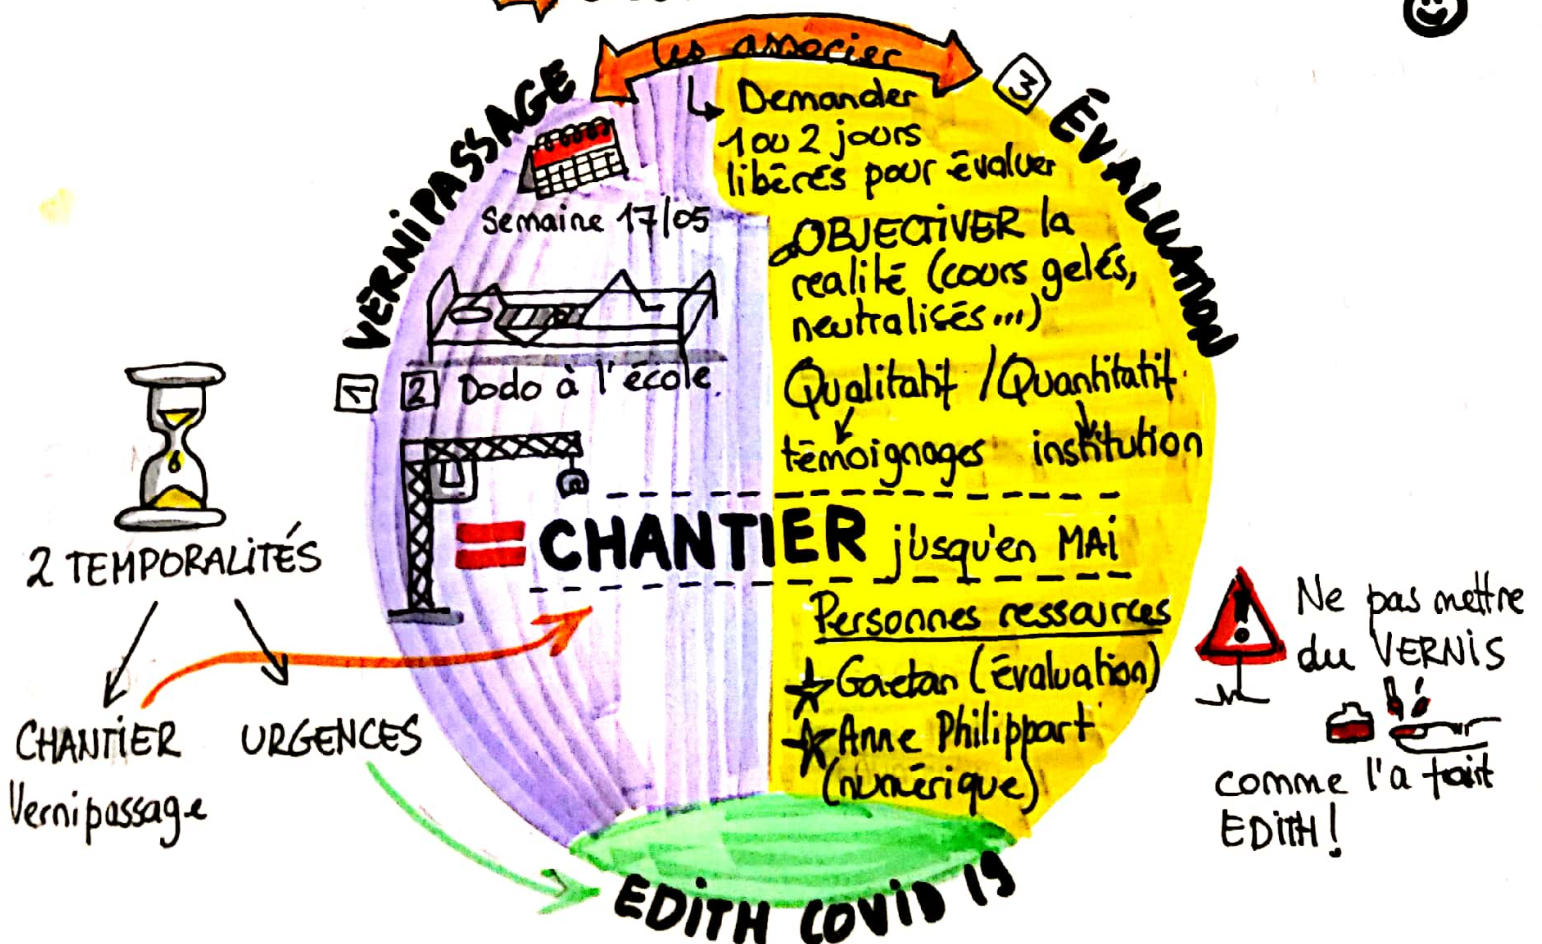 les associer
VERNIPASSAGE
3 ÉVALUATION
Demander
1 ou 2 jours
libérés pour évaluer
Semaine 17/05
OBJECTIVER la
realité (cours gelés,
neutralisés...)
1 2 Dodo à l'école.
Qualitatif / Quantitatif
témoignages institution
= CHANTIER jusqu'en MAI
2 TEMPORALITÉS
CHANTIER
Vernipassage
URGENCES
Personnes ressources
Gaetan (évaluation)
Anne Philippart
(numérique)
Ne pas mettre
du VERNIS
comme l'a fait
EDITH!
EDITH COVID 19